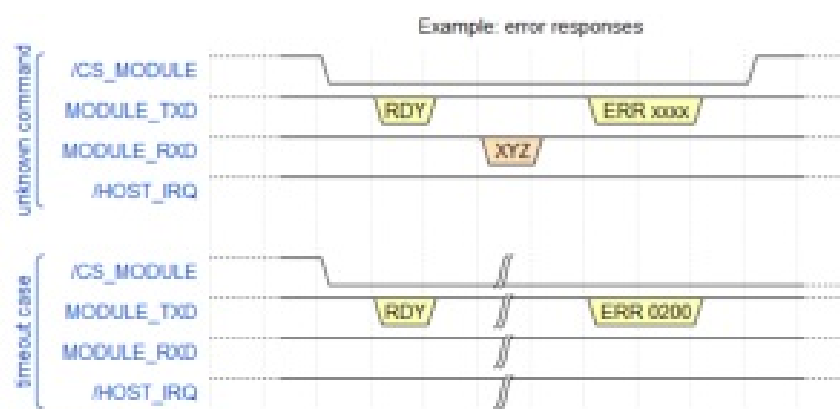 Example: error responses
unknown command
/CS_MODULE
MODULE_TXD RDY ERR xxxx
MODULE_RXD XYZ
/HOST_IRQ
timeout case
/CS_MODULE
MODULE_TXD RDY ERR 0200
MODULE_RXD
/HOST_IRQ